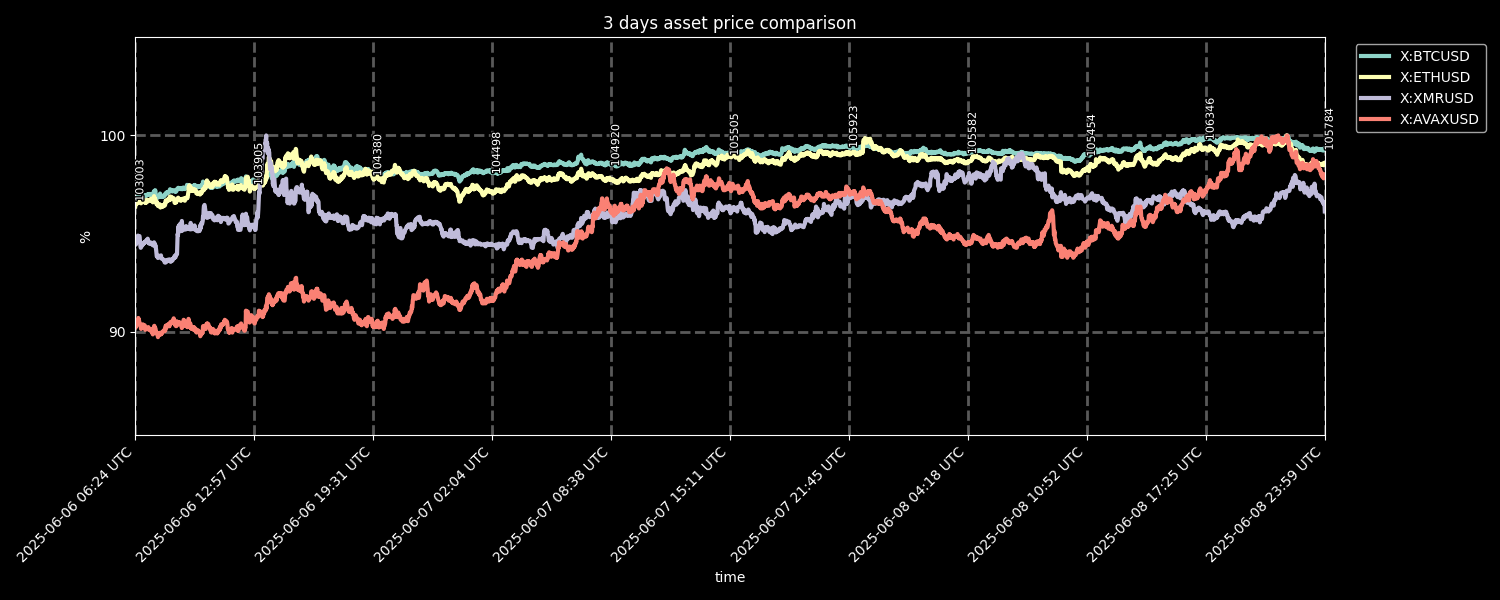 3 days asset price comparison
X:BTCUSD
X:ETHUSD
X:XMRUSD
X:AVAXUSD
100
90
%
103003
103905
104380
104498
104920
105505
105923
105582
105454
106346
105784
2025-06-06 06:24 UTC
2025-06-06 12:57 UTC
2025-06-06 19:31 UTC
2025-06-07 02:04 UTC
2025-06-07 08:38 UTC
2025-06-07 15:11 UTC
2025-06-07 21:45 UTC
2025-06-08 04:18 UTC
2025-06-08 10:52 UTC
2025-06-08 17:25 UTC
2025-06-08 23:59 UTC
time